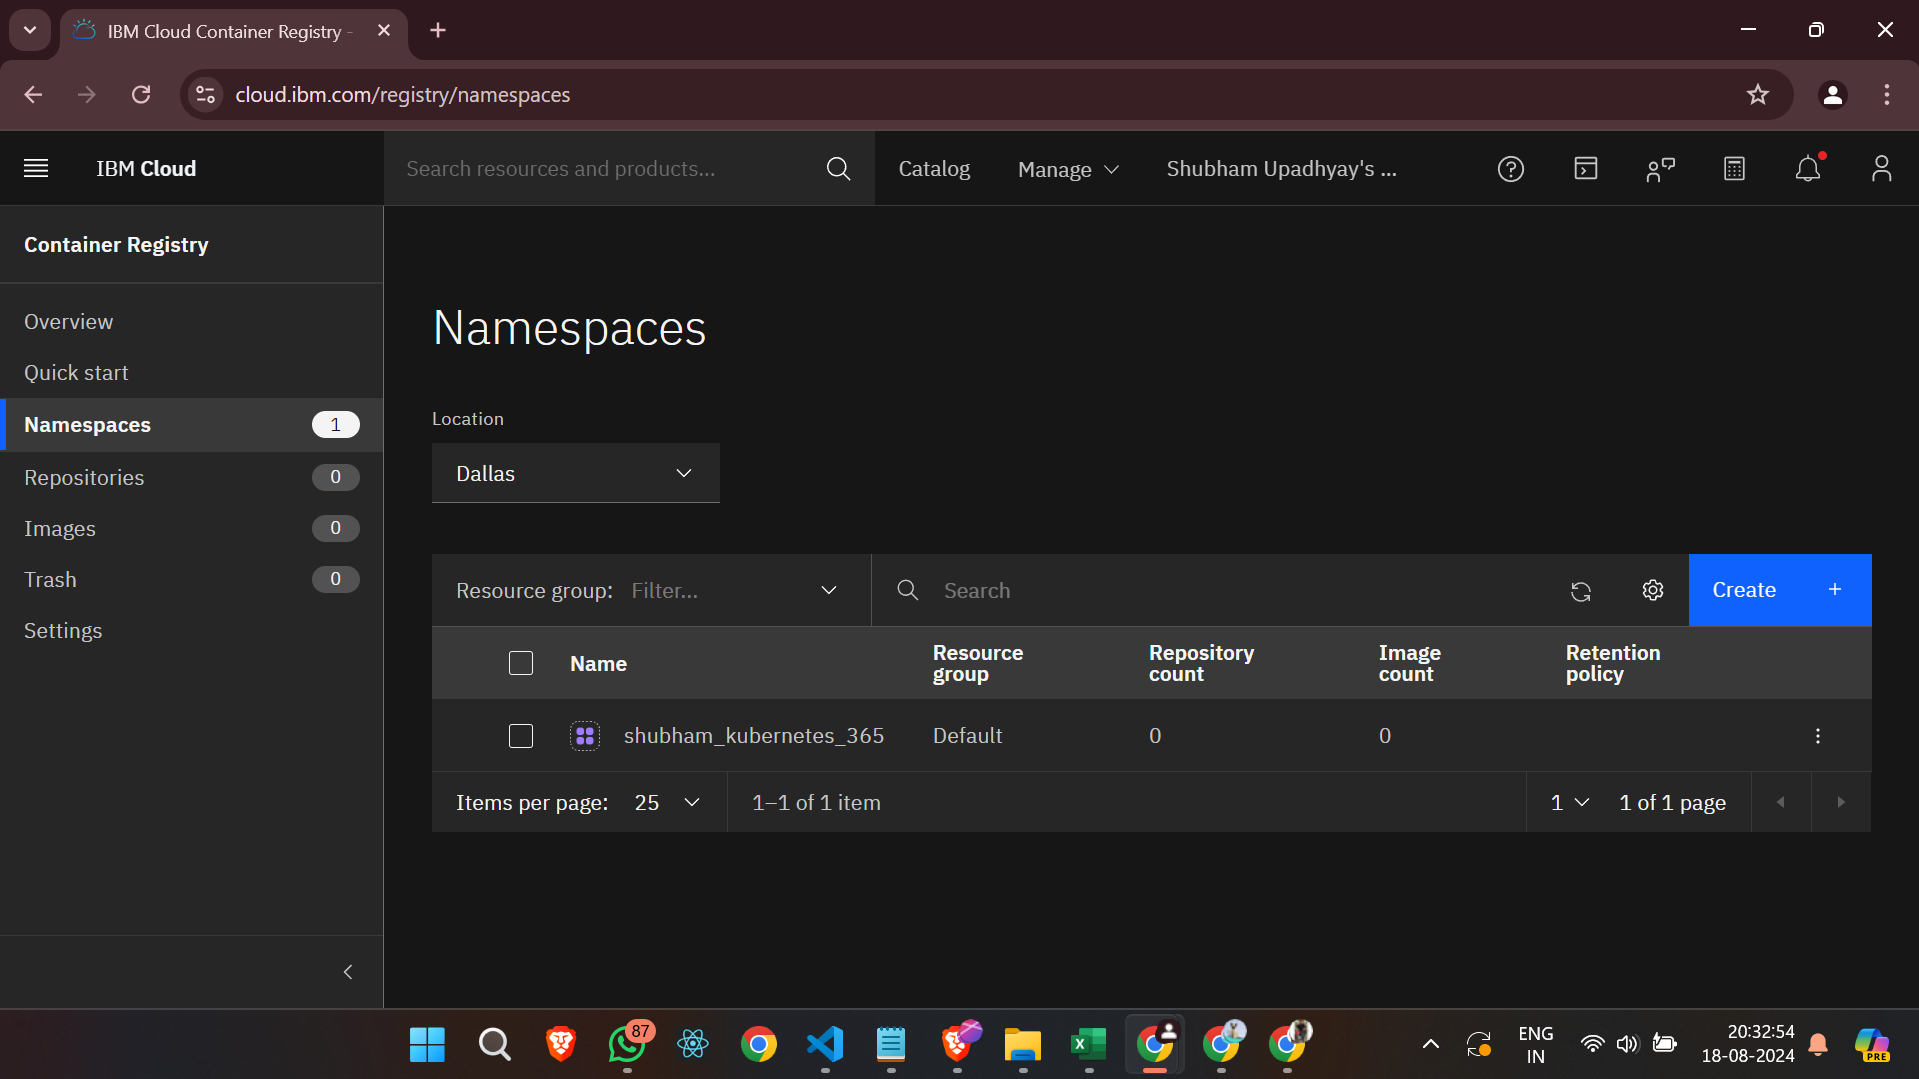 IBM Cloud Container Registry -
cloud.ibm.com/registry/namespaces
IBM Cloud
Search resources and products...
Catalog
Manage
Shubham Upadhyay's ...
Container Registry
Overview
Quick start
Namespaces 1
Repositories 0
Images 0
Trash 0
Settings
Namespaces
Location
Dallas
Resource group: Filter...
Search
Create +
Name
Resource group
Repository count
Image count
Retention policy
shubham_kubernetes_365 Default 0 0
Items per page: 25
1–1 of 1 item
1
1 of 1 page
87
X
ENG
IN
20:32:54
18-08-2024
PRE